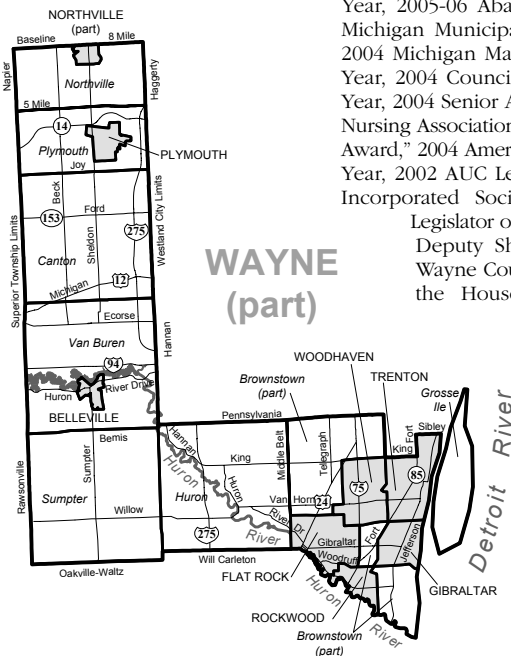 Year, 2005-06 Aba
Michigan Municipa
2004 Michigan Ma
Year, 2004 Counci
Year, 2004 Senior A
Nursing Association
Award,” 2004 Amer
Year, 2002 AUC Le
Incorporated Soci
Legislator o
Deputy Sh
Wayne Cou
the Hous
NORTHVILLE
(part)
Baseline
8 Mile
Napier
Northville
Haggerty
5 Mile
14
Plymouth
PLYMOUTH
Joy
Beck
Ford
153
Sheldon
275
Westland City Limits
Superior Township Limits
Canton
12
Michigan
WAYNE
(part)
Ecorse
Van Buren
Hannan
94
Huron
River Drive
BELLEVILLE
Bemis
Rawsonville
Sumpter
Sumpter
Willow
Oakville-Waltz
Pennsylvania
Hannan
Huron
River
King
Huron
Huron
River Dr.
275
Will Carleton
Middle Belt
Telegraph
Brownstown
(part)
WOODHAVEN
TRENTON
Grosse
Ile
Sibley
Fort
King
85
75
Van Horn
24
Fort
Jefferson
Gibraltar
Woodruff
Detroit River
FLAT ROCK
GIBRALTAR
Huron
River
ROCKWOOD
Brownstown
(part)